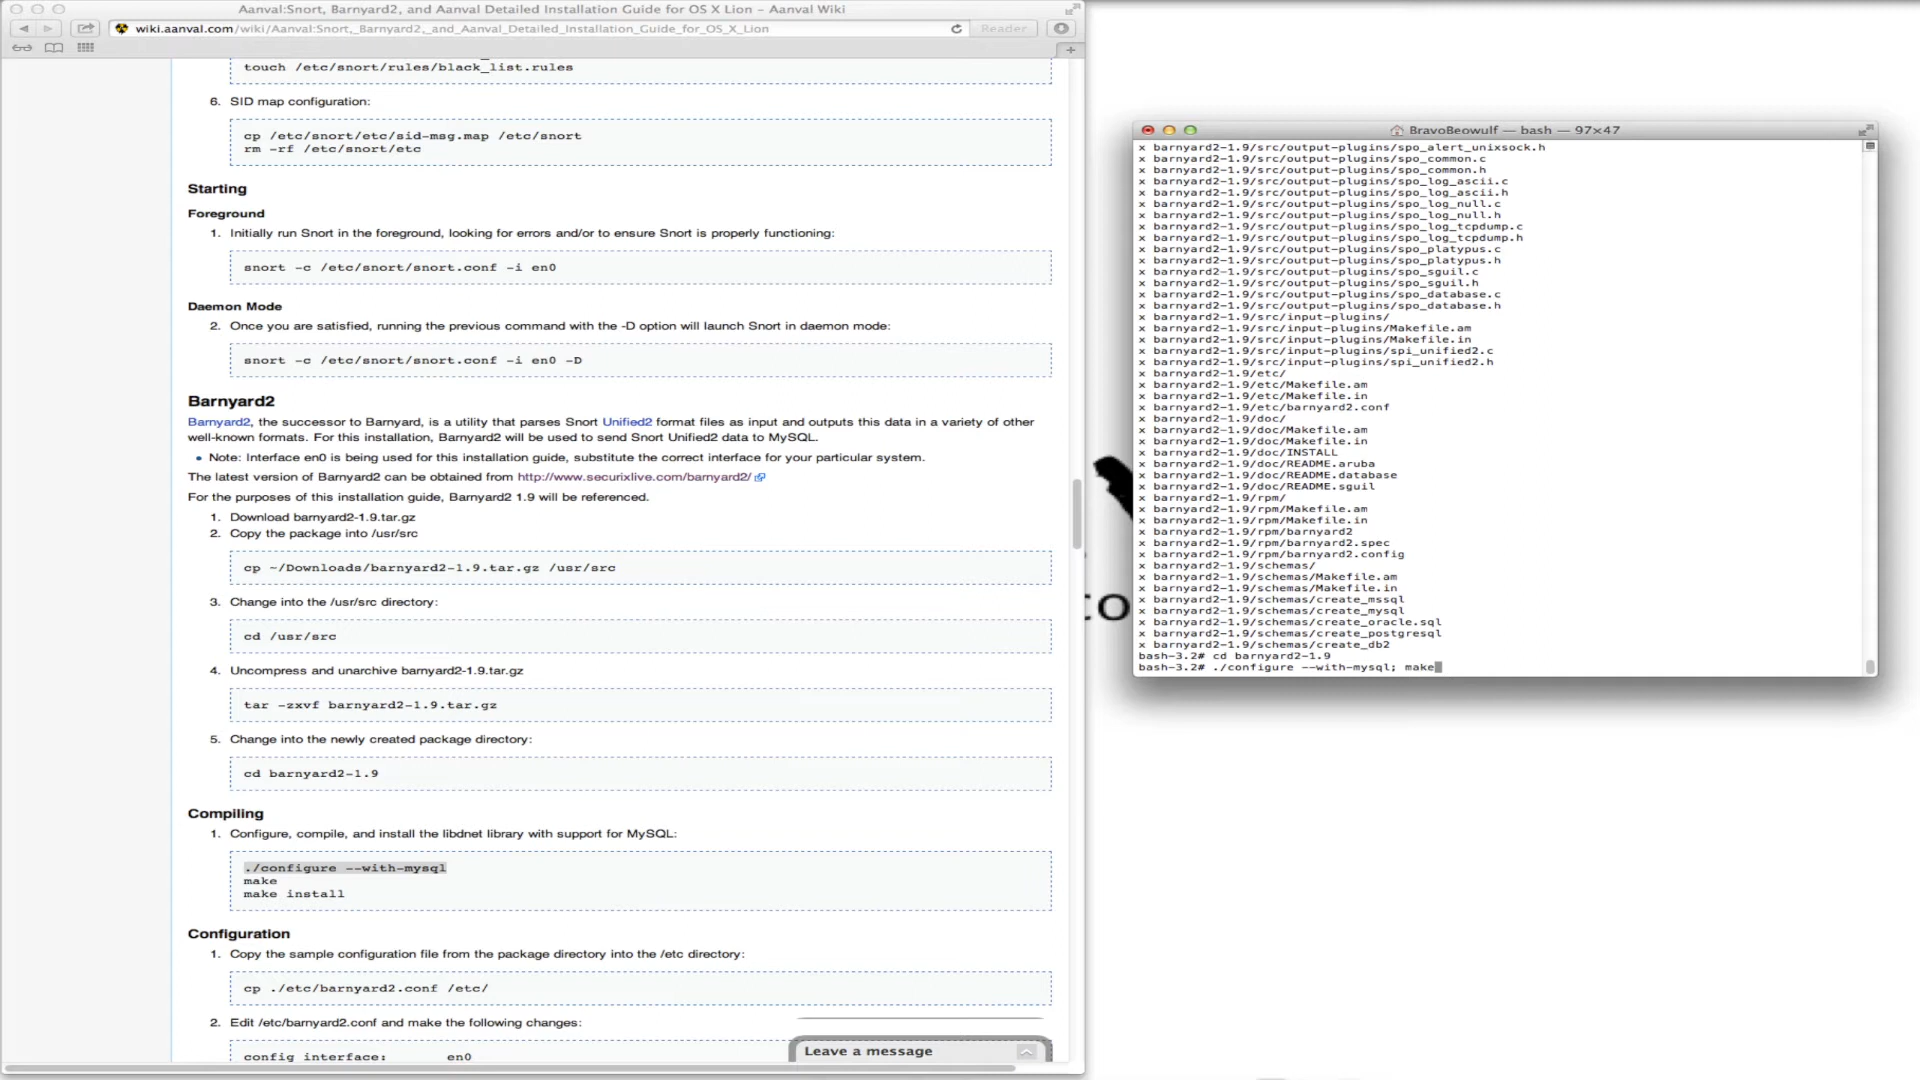 Aanval:Snort, Barnyard2, and Aanval Detailed Installation Guide for OS X Lion – Aanval Wiki
wiki.aanval.com/wiki/Aanval:Snort,_Barnyard2,_and_Aanval_Detailed_Installation_Guide_for_OS_X_Lion
Reader
touch /etc/snort/rules/black_list.rules
6. SID map configuration:
cp /etc/snort/etc/sid-msg.map /etc/snort
rm -rf /etc/snort/etc
Starting
Foreground
1. Initially run Snort in the foreground, looking for errors and/or to ensure Snort is properly functioning:
snort -c /etc/snort/snort.conf -i en0
Daemon Mode
2. Once you are satisfied, running the previous command with the -D option will launch Snort in daemon mode:
snort -c /etc/snort/snort.conf -i en0 -D
Barnyard2
Barnyard2, the successor to Barnyard, is a utility that parses Snort Unified2 format files as input and outputs this data in a variety of other
well-known formats. For this installation, Barnyard2 will be used to send Snort Unified2 data to MySQL.
• Note: Interface en0 is being used for this installation guide, substitute the correct interface for your particular system.
The latest version of Barnyard2 can be obtained from http://www.securixlive.com/barnyard2/
For the purposes of this installation guide, Barnyard2 1.9 will be referenced.
1. Download barnyard2-1.9.tar.gz
2. Copy the package into /usr/src
cp ~/Downloads/barnyard2-1.9.tar.gz /usr/src
3. Change into the /usr/src directory:
cd /usr/src
4. Uncompress and unarchive barnyard2-1.9.tar.gz
tar -zxvf barnyard2-1.9.tar.gz
5. Change into the newly created package directory:
cd barnyard2-1.9
Compiling
1. Configure, compile, and install the libdnet library with support for MySQL:
./configure --with-mysql
make
make install
Configuration
1. Copy the sample configuration file from the package directory into the /etc directory:
cp ./etc/barnyard2.conf /etc/
2. Edit /etc/barnyard2.conf and make the following changes:
config interface: en0
Leave a message
to
BravoBeowulf — bash — 97×47
x barnyard2-1.9/src/output-plugins/spo_alert_unixsock.h
x barnyard2-1.9/src/output-plugins/spo_common.c
x barnyard2-1.9/src/output-plugins/spo_common.h
x barnyard2-1.9/src/output-plugins/spo_log_ascii.c
x barnyard2-1.9/src/output-plugins/spo_log_ascii.h
x barnyard2-1.9/src/output-plugins/spo_log_null.c
x barnyard2-1.9/src/output-plugins/spo_log_null.h
x barnyard2-1.9/src/output-plugins/spo_log_tcpdump.c
x barnyard2-1.9/src/output-plugins/spo_log_tcpdump.h
x barnyard2-1.9/src/output-plugins/spo_platypus.c
x barnyard2-1.9/src/output-plugins/spo_platypus.h
x barnyard2-1.9/src/output-plugins/spo_sguil.c
x barnyard2-1.9/src/output-plugins/spo_sguil.h
x barnyard2-1.9/src/output-plugins/spo_database.c
x barnyard2-1.9/src/output-plugins/spo_database.h
x barnyard2-1.9/src/input-plugins/
x barnyard2-1.9/src/input-plugins/Makefile.am
x barnyard2-1.9/src/input-plugins/Makefile.in
x barnyard2-1.9/src/input-plugins/spi_unified2.c
x barnyard2-1.9/src/input-plugins/spi_unified2.h
x barnyard2-1.9/etc/
x barnyard2-1.9/etc/Makefile.am
x barnyard2-1.9/etc/Makefile.in
x barnyard2-1.9/etc/barnyard2.conf
x barnyard2-1.9/doc/
x barnyard2-1.9/doc/Makefile.am
x barnyard2-1.9/doc/Makefile.in
x barnyard2-1.9/doc/INSTALL
x barnyard2-1.9/doc/README.aruba
x barnyard2-1.9/doc/README.database
x barnyard2-1.9/doc/README.sguil
x barnyard2-1.9/rpm/
x barnyard2-1.9/rpm/Makefile.am
x barnyard2-1.9/rpm/Makefile.in
x barnyard2-1.9/rpm/barnyard2
x barnyard2-1.9/rpm/barnyard2.spec
x barnyard2-1.9/rpm/barnyard2.config
x barnyard2-1.9/schemas/
x barnyard2-1.9/schemas/Makefile.am
x barnyard2-1.9/schemas/Makefile.in
x barnyard2-1.9/schemas/create_mssql
x barnyard2-1.9/schemas/create_mysql
x barnyard2-1.9/schemas/create_oracle.sql
x barnyard2-1.9/schemas/create_postgresql
x barnyard2-1.9/schemas/create_db2
bash-3.2# cd barnyard2-1.9
bash-3.2# ./configure --with-mysql; make